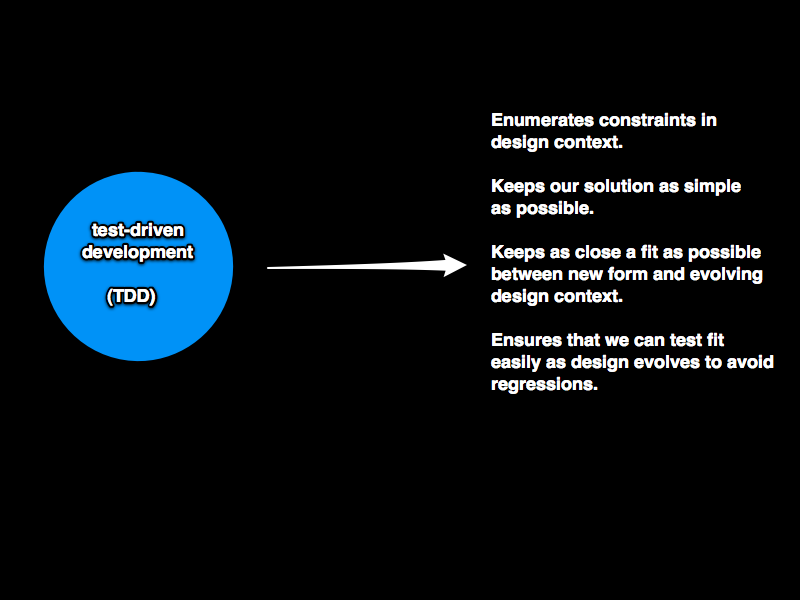 test-driven
development
(TDD)
Enumerates constraints in
design context.
Keeps our solution as simple
as possible.
Keeps as close a fit as possible
between new form and evolving
design context.
Ensures that we can test fit
easily as design evolves to avoid
regressions.